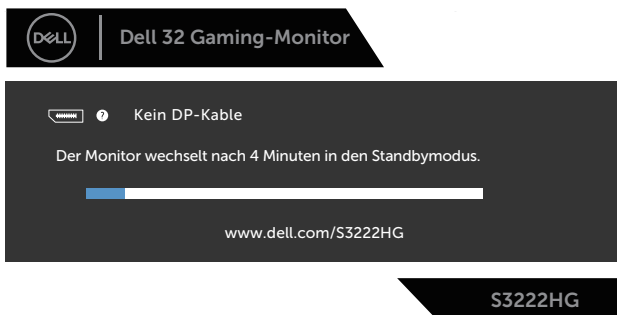 DELL
Dell 32 Gaming-Monitor
? Kein DP-Kable
Der Monitor wechselt nach 4 Minuten in den Standbymodus.
www.dell.com/S3222HG
S3222HG